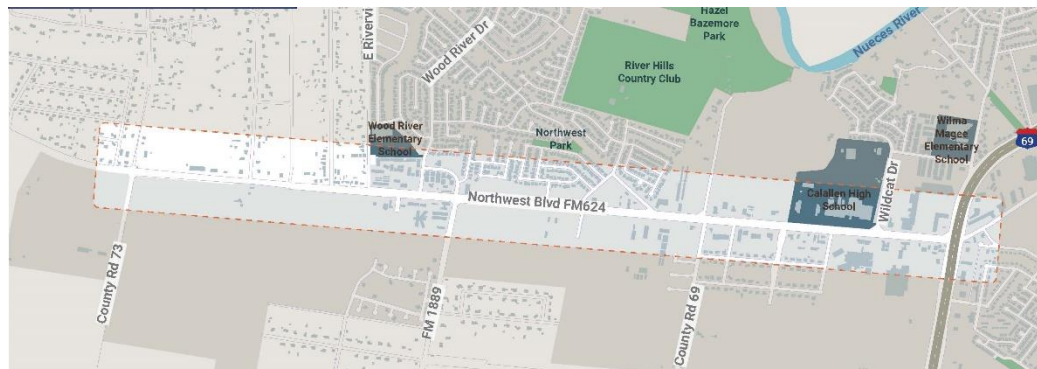 Hazel
Bazemore
Park
Nueces River
E Rivervi
Wood River Dr
River Hills
Country Club
Wood River
Elementary
School
Northwest
Park
Wilma
Magee
Elementary
School
69
Calallen High
School
Wildcat Dr
Northwest Blvd FM624
County Rd 73
FM 1889
County Rd 69